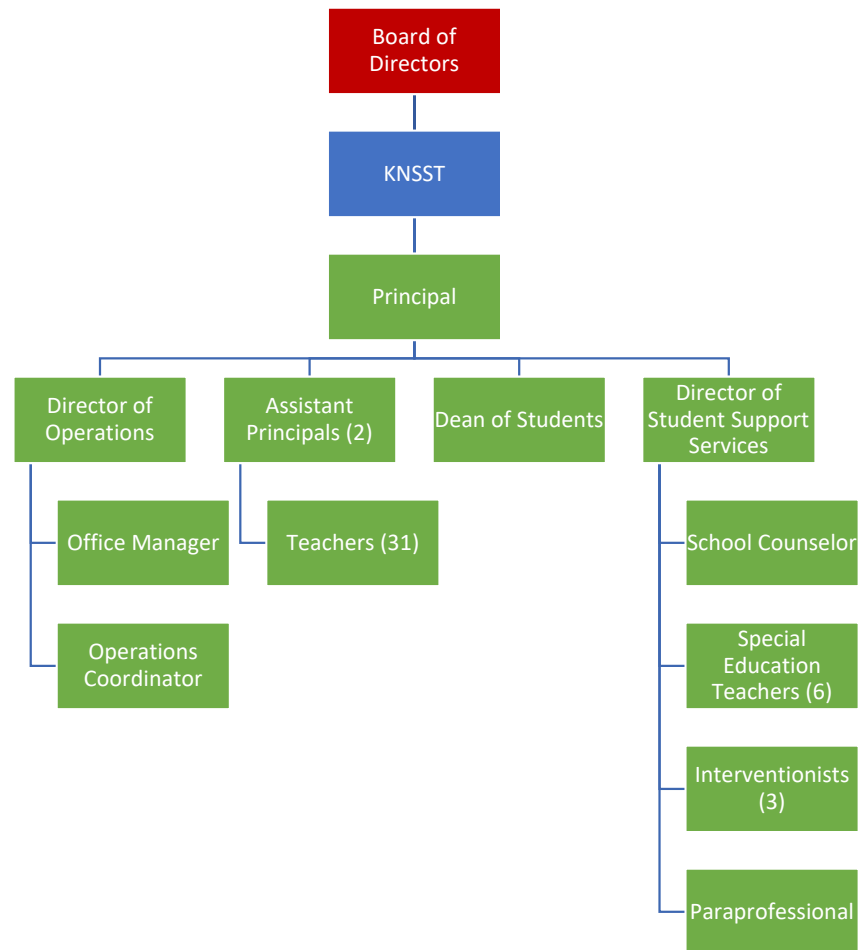 Board of
Directors
KNSST
Principal
Director of
Operations
Assistant
Principals (2)
Dean of Students
Director of
Student Support
Services
Office Manager
Teachers (31)
School Counselor
Operations
Coordinator
Special
Education
Teachers (6)
Interventionists
(3)
Paraprofessional